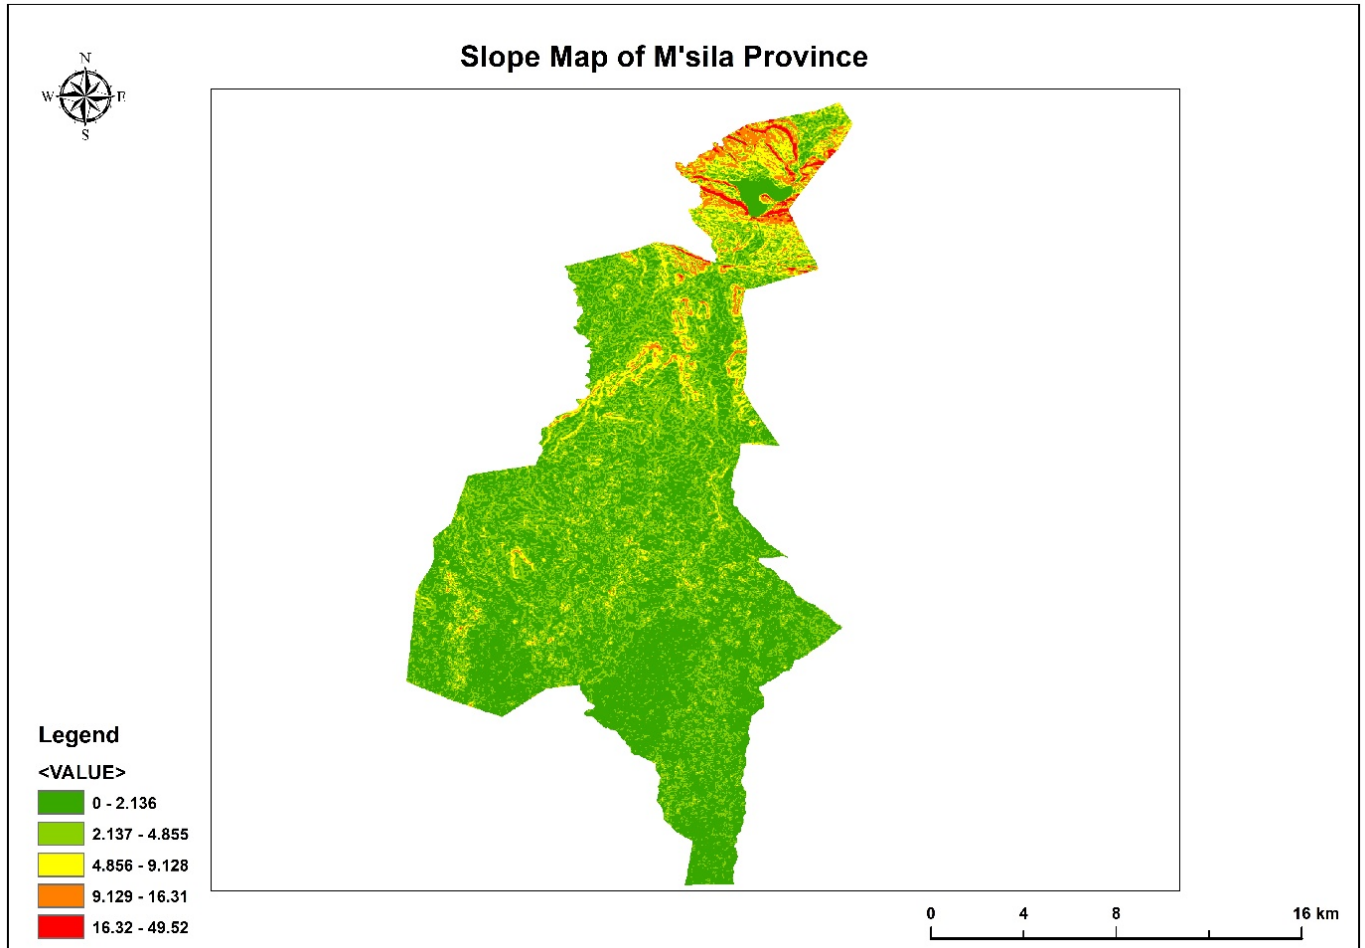 Slope Map of M'sila Province
N
W E
S
Legend
<VALUE>
0 - 2.136
2.137 - 4.855
4.856 - 9.128
9.129 - 16.31
16.32 - 49.52
0 4 8 16 km